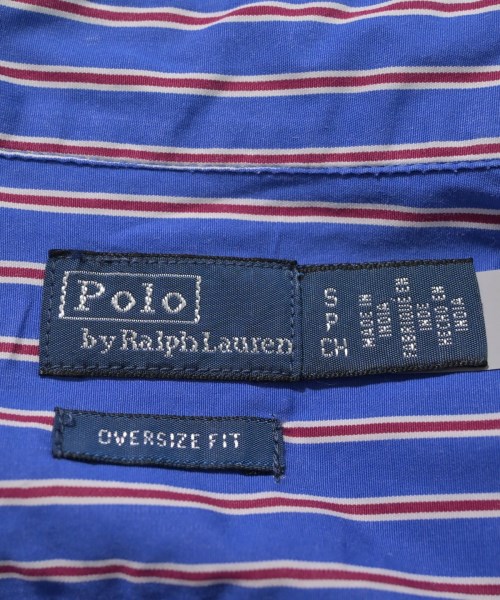 Polo
by Ralph Lauren
S
P
CH
MADE IN
INDIA
FABRIQUÉ EN
INDE
HECHO EN
INDIA
OVERSIZE FIT